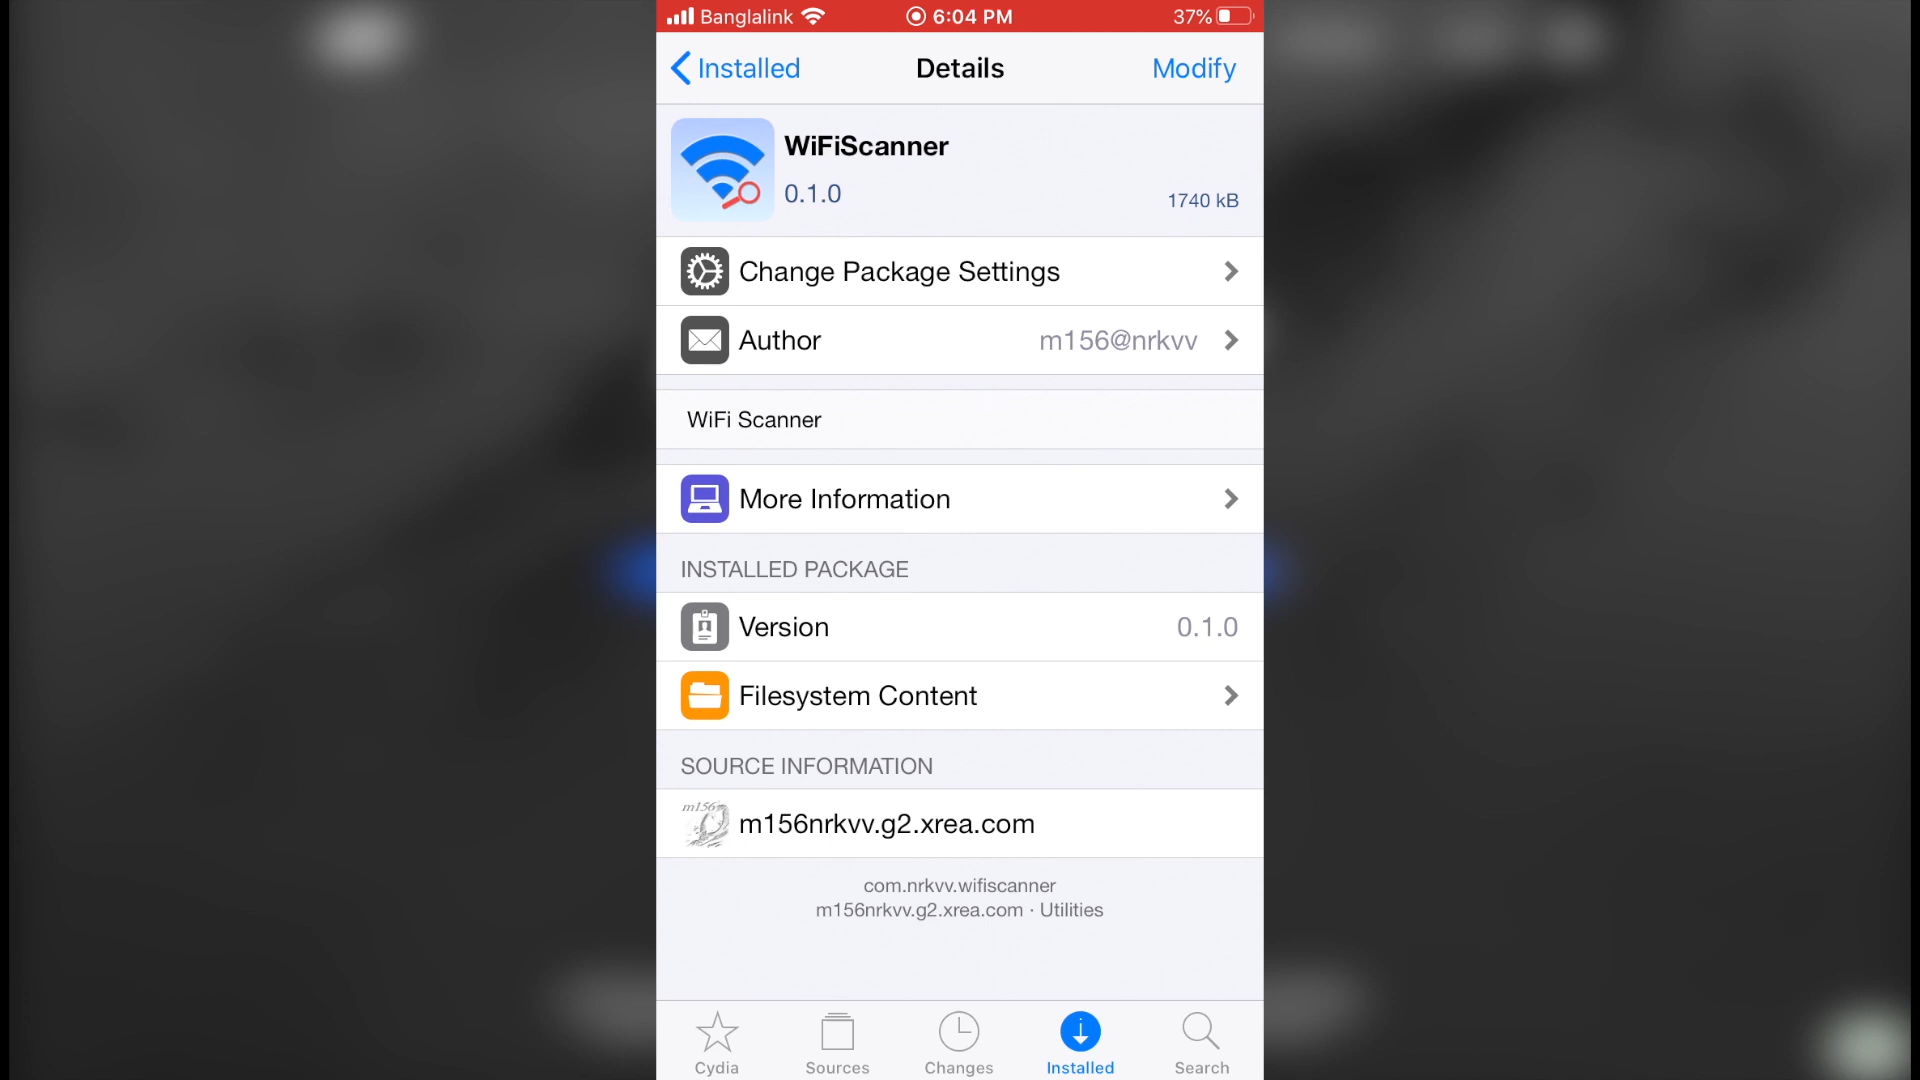 Banglalink 6:04 PM 37%
Installed Details Modify
WiFiScanner
0.1.0
1740 kB
Change Package Settings
Author m156@nrkvv
WiFi Scanner
More Information
INSTALLED PACKAGE
Version 0.1.0
Filesystem Content
SOURCE INFORMATION
m156
m156nrkvv.g2.xrea.com
com.nrkvv.wifiscanner
m156nrkvv.g2.xrea.com · Utilities
Cydia Sources Changes Installed Search